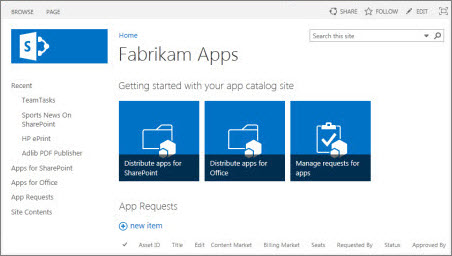 BROWSE PAGE SHARE FOLLOW EDIT
S
Home
Search this site
Fabrikam Apps
Getting started with your app catalog site
Recent
TeamTasks
Sports News On
SharePoint
HP ePrint
Adlib PDF Publisher
Apps for SharePoint
Apps for Office
App Requests
Site Contents
Distribute apps for
SharePoint
Distribute apps for
Office
Manage requests for
apps
App Requests
new item
Asset ID Title Edit Content Market Billing Market Seats Requested By Status Approved By